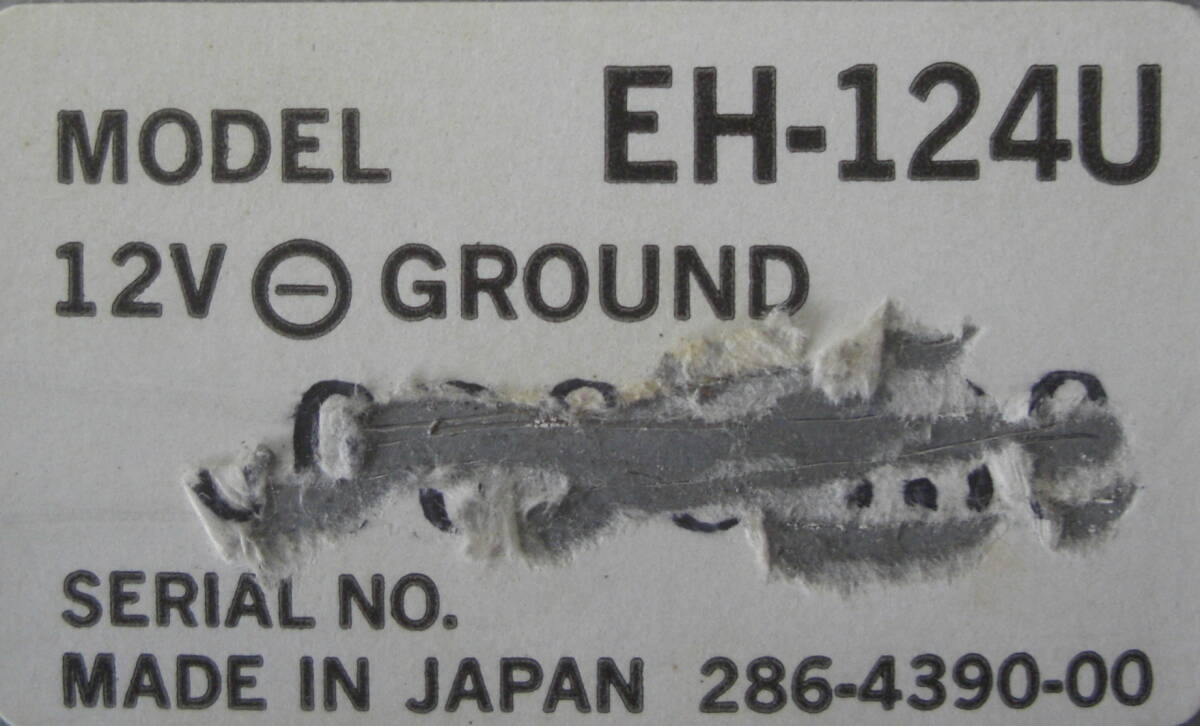 MODEL EH-124U
12V ⊖ GROUND
SERIAL NO.
MADE IN JAPAN 286-4390-00